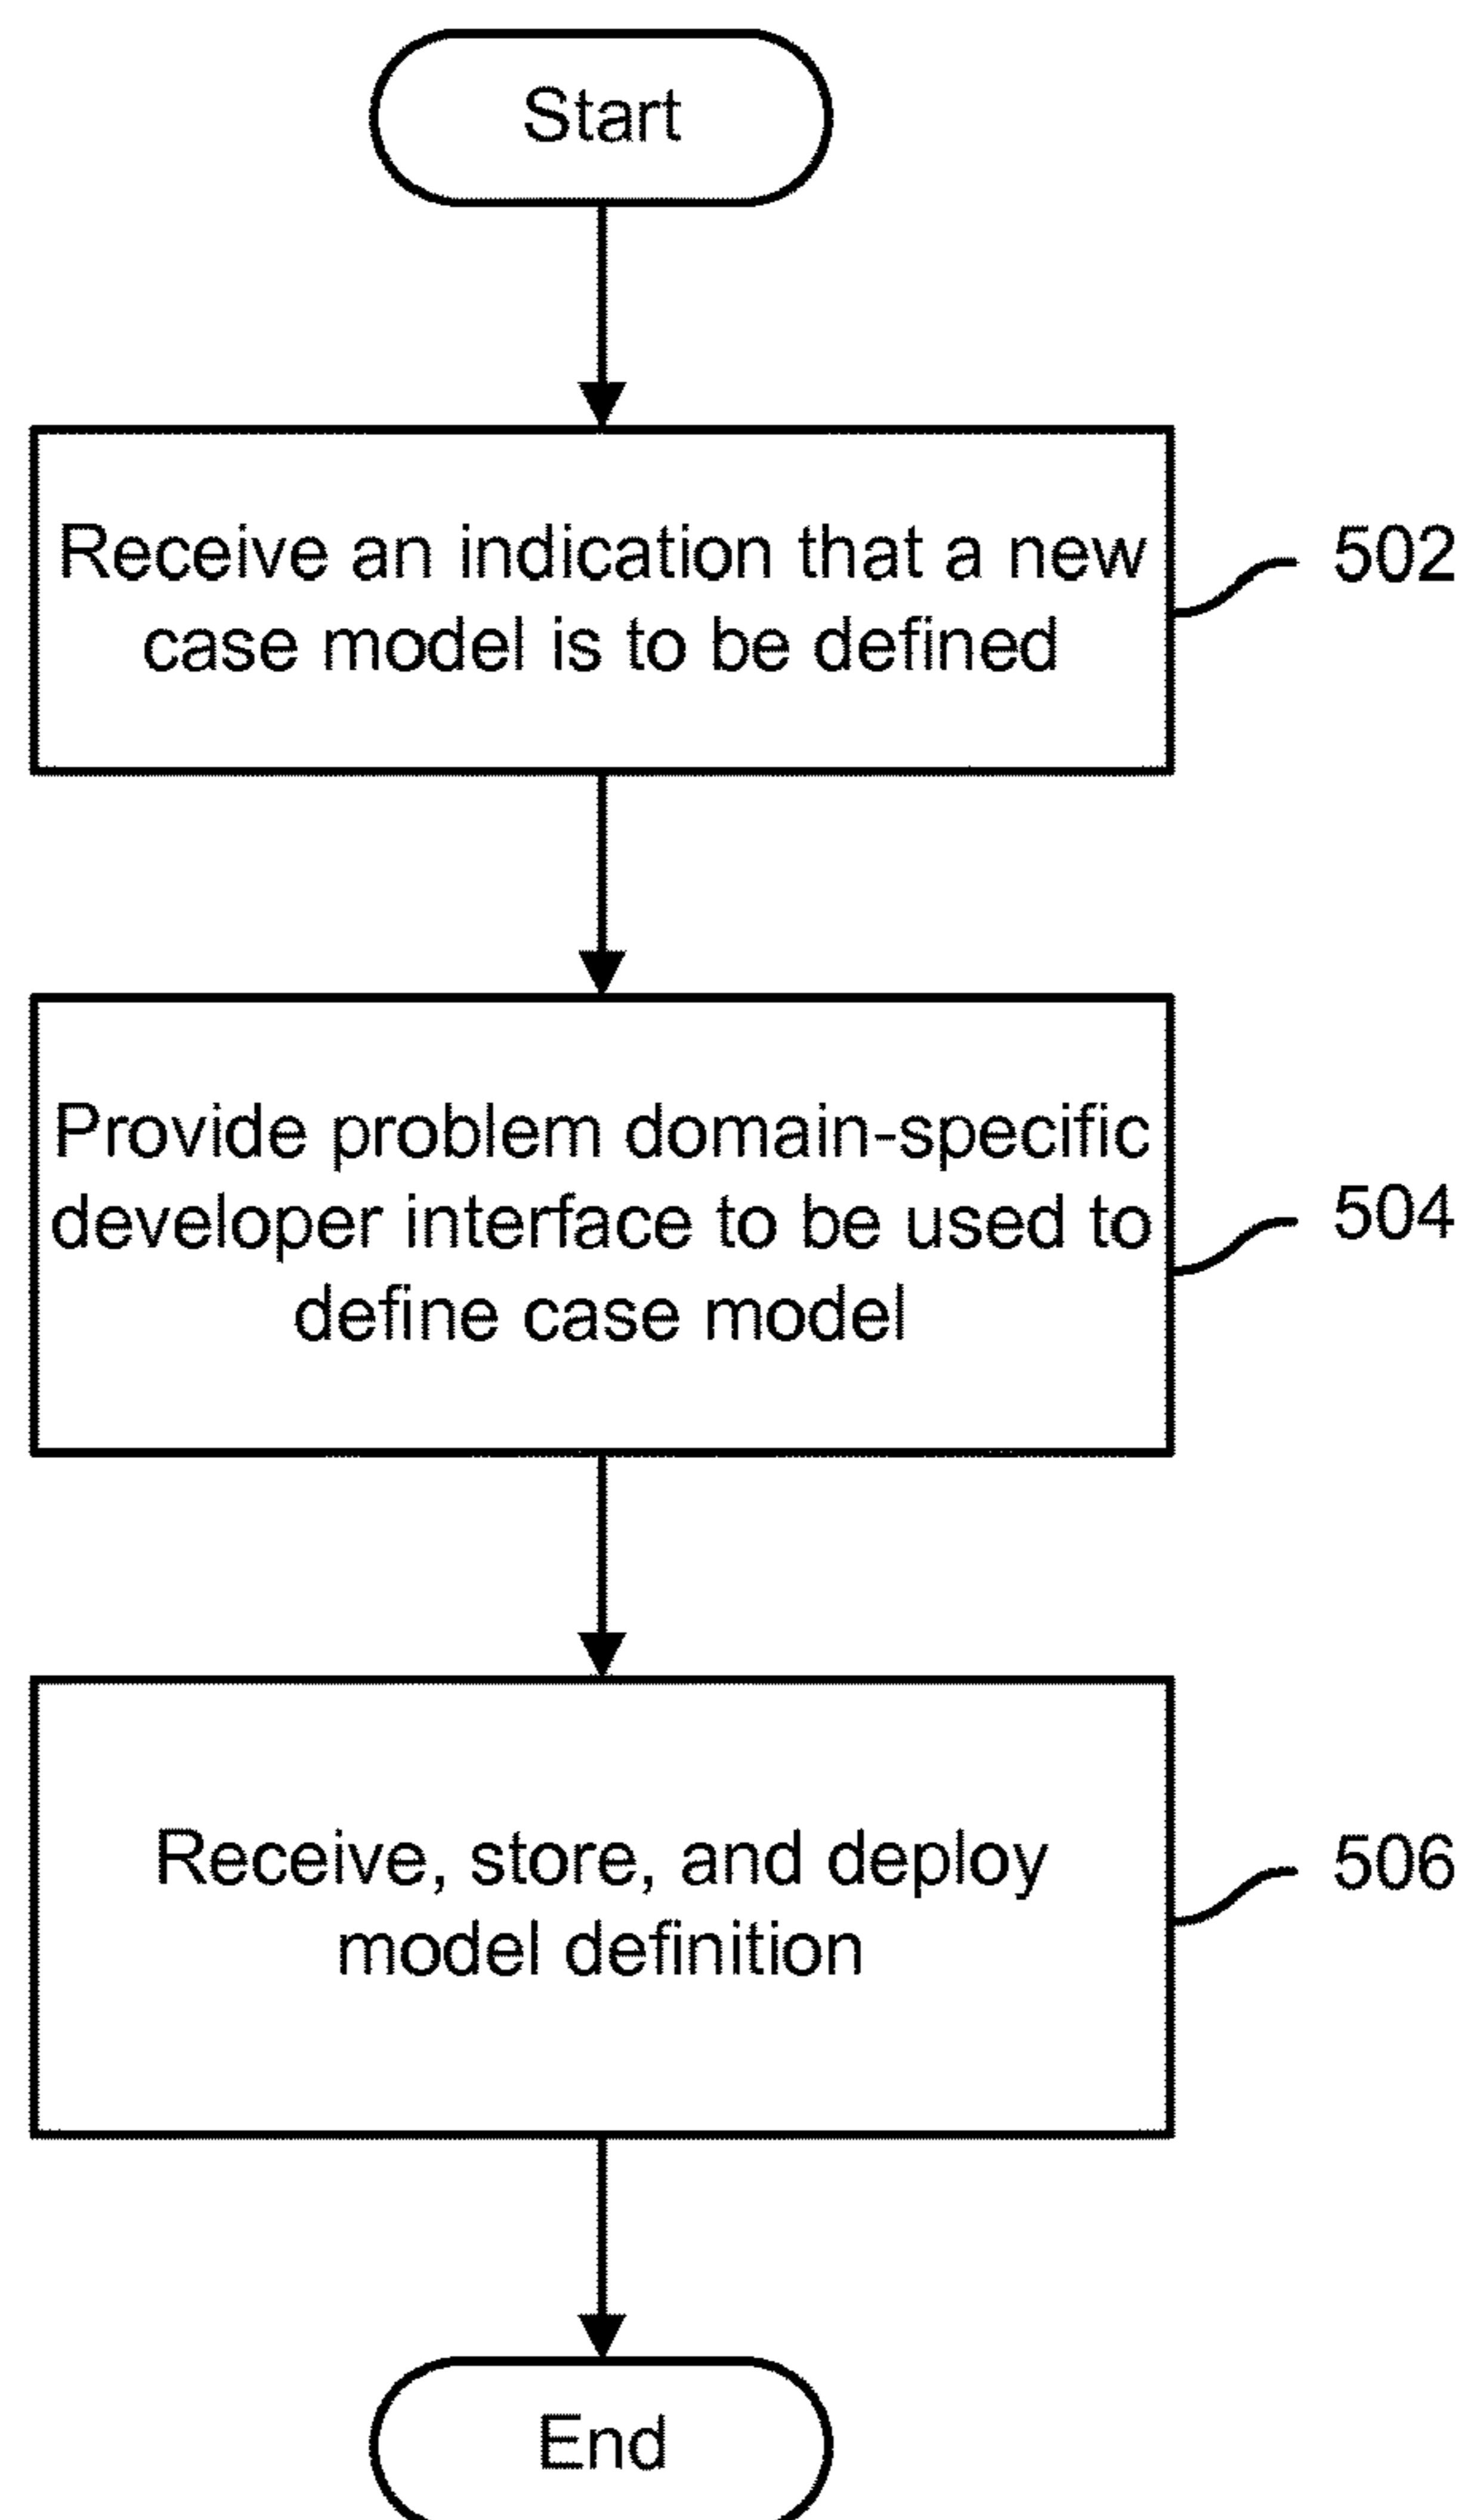 Start
Receive an indication that a new
case model is to be defined
502
Provide problem domain-specific
developer interface to be used to
define case model
504
Receive, store, and deploy
model definition
506
End